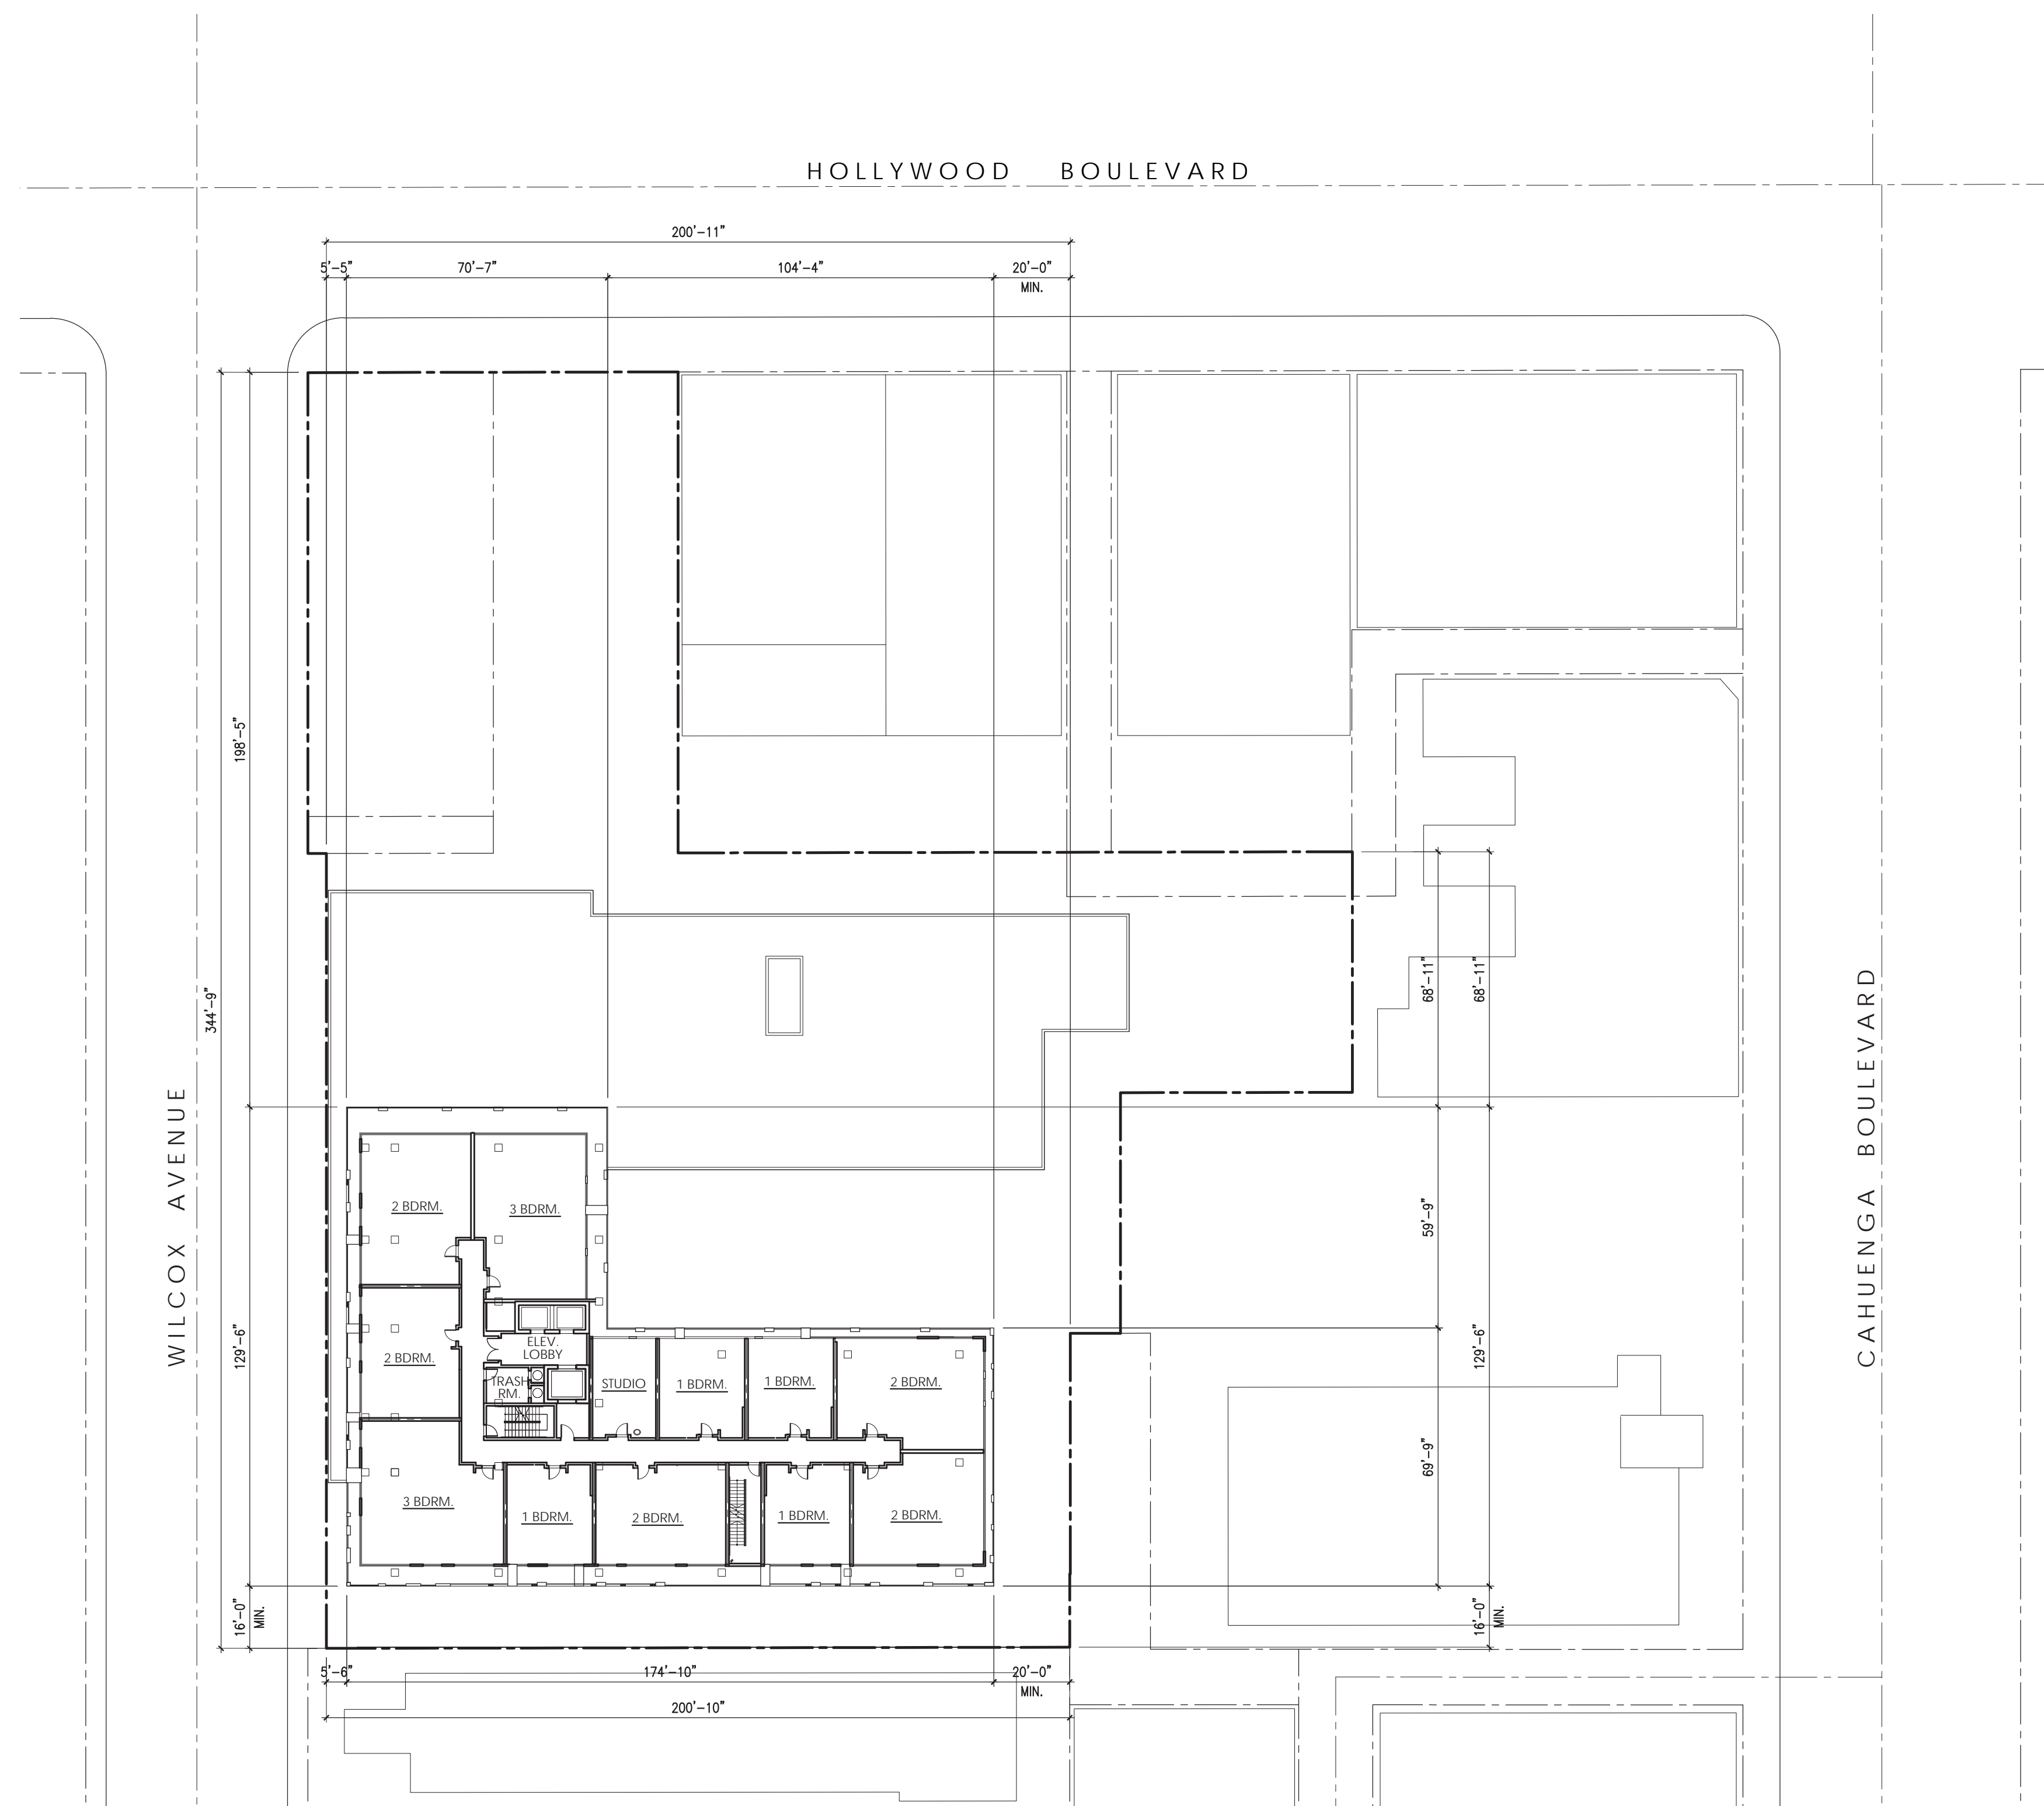 HOLLYWOOD BOULEVARD
200'-11"
5'-5" 70'-7" 104'-4" 20'-0"
MIN.
198'-5"
344'-9"
68'-11" 68'-11"
WILCOX AVENUE
CAHUENGA BOULEVARD
2 BDRM.
3 BDRM.
59'-9"
129'-6"
129'-6"
ELEV.
LOBBY
2 BDRM.
TRASH
RM.
STUDIO
1 BDRM.
1 BDRM.
2 BDRM.
69'-9"
3 BDRM.
1 BDRM.
2 BDRM.
1 BDRM.
2 BDRM.
16'-0"
MIN.
16'-0"
MIN.
5'-6" 174'-10" 20'-0"
MIN.
200'-10"